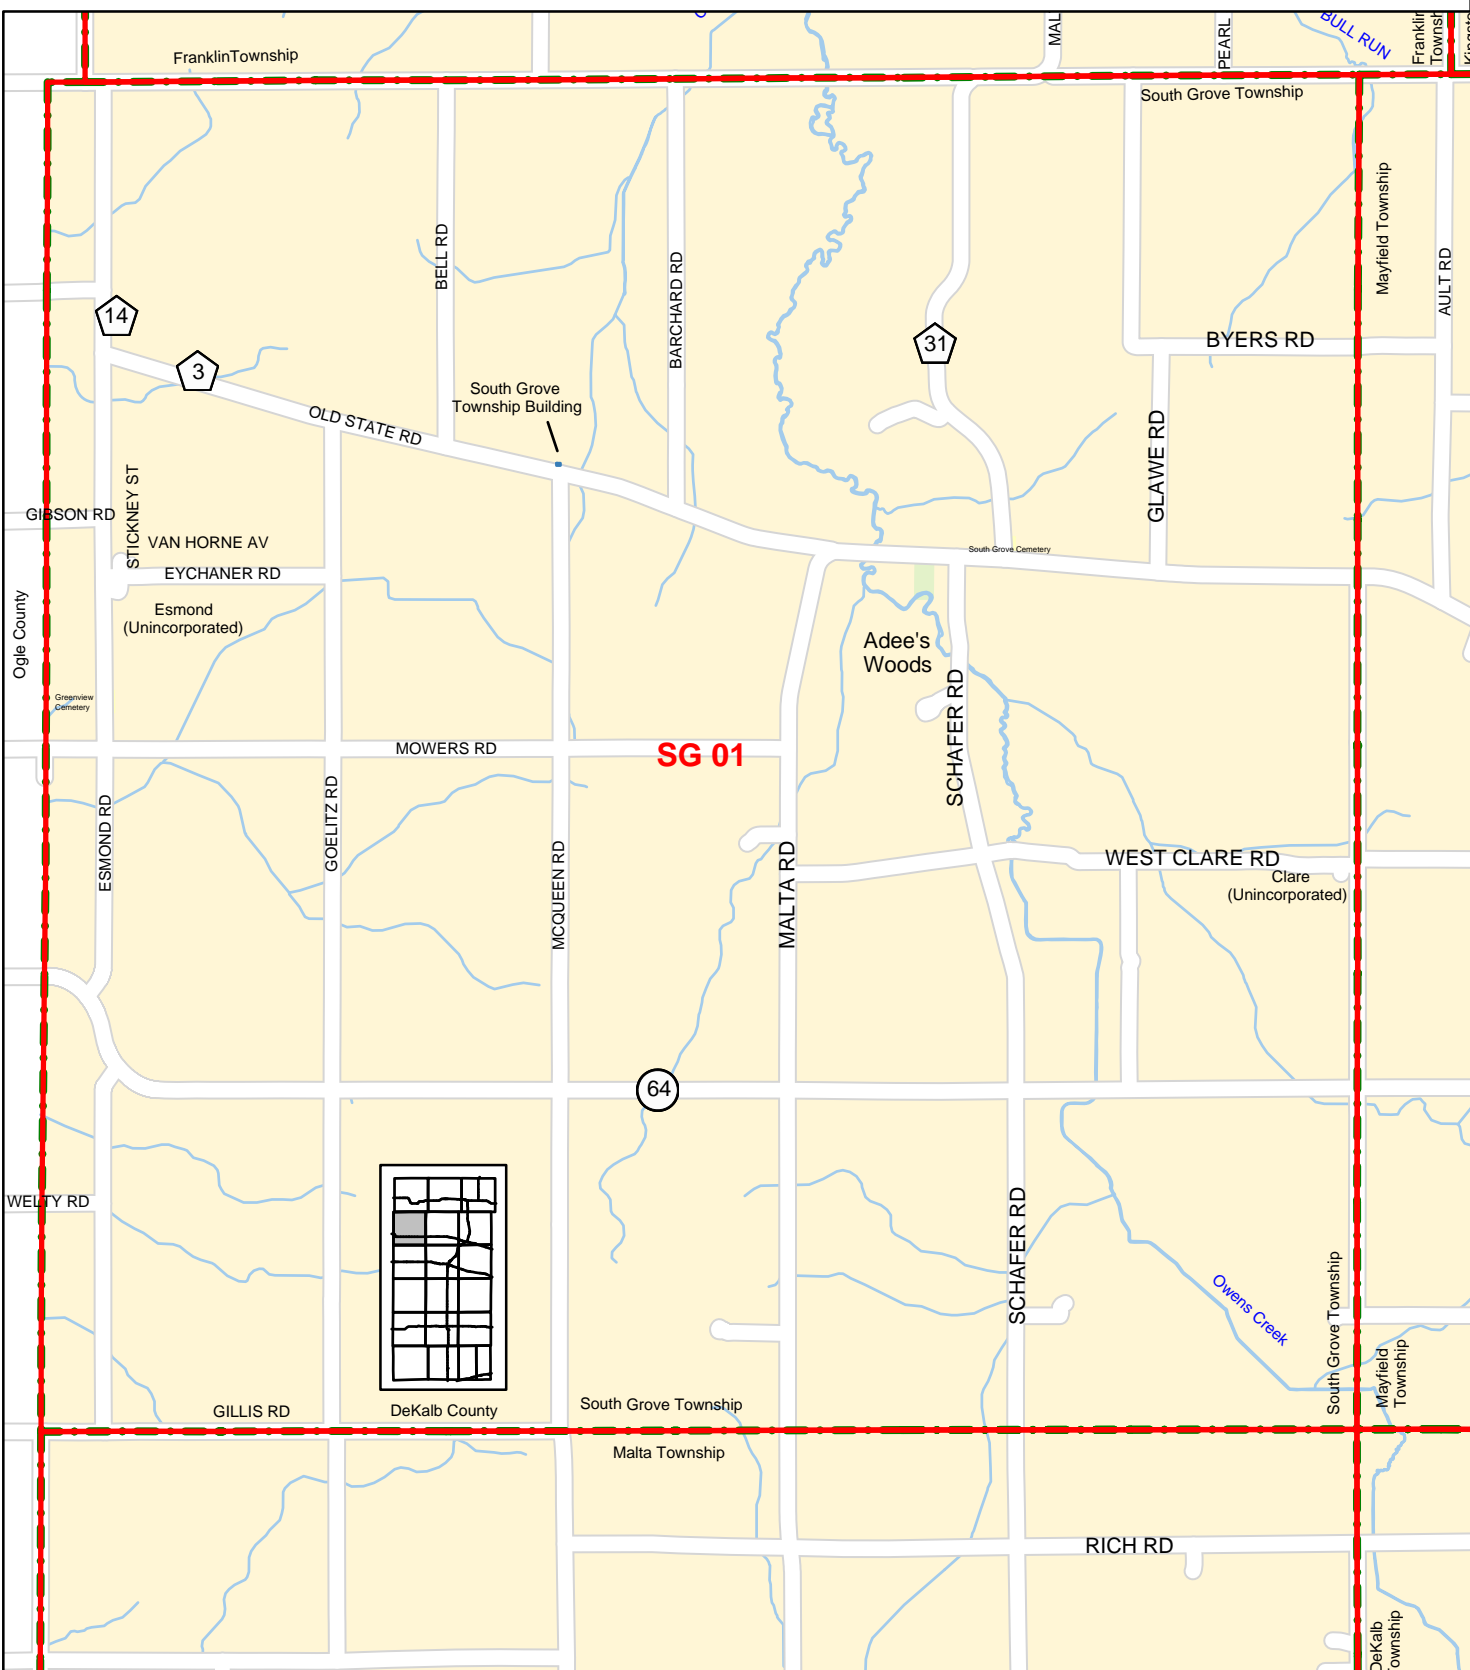 BULL RUN
MAL
PEARL
Franklin
Townsh
Kingsto
FranklinTownship
South Grove Township
Mayfield Township
AULT RD
BELL RD
BARCHARD RD
14
31
3
BYERS RD
South Grove
Township Building
OLD STATE RD
GLAWE RD
STICKNEY ST
GIBSON RD
VAN HORNE AV
EYCHANER RD
South Grove Cemetery
Esmond
(Unincorporated)
Ogle County
Adee's
Woods
Greenview
Cemetery
SCHAFER RD
MOWERS RD
SG 01
ESMOND RD
GOELITZ RD
MCQUEEN RD
MALTA RD
WEST CLARE RD
Clare
(Unincorporated)
64
WELTY RD
SCHAFER RD
Owens Creek
South Grove Township
Mayfield
Township
GILLIS RD
DeKalb County
South Grove Township
Malta Township
RICH RD
DeKalb
ownship